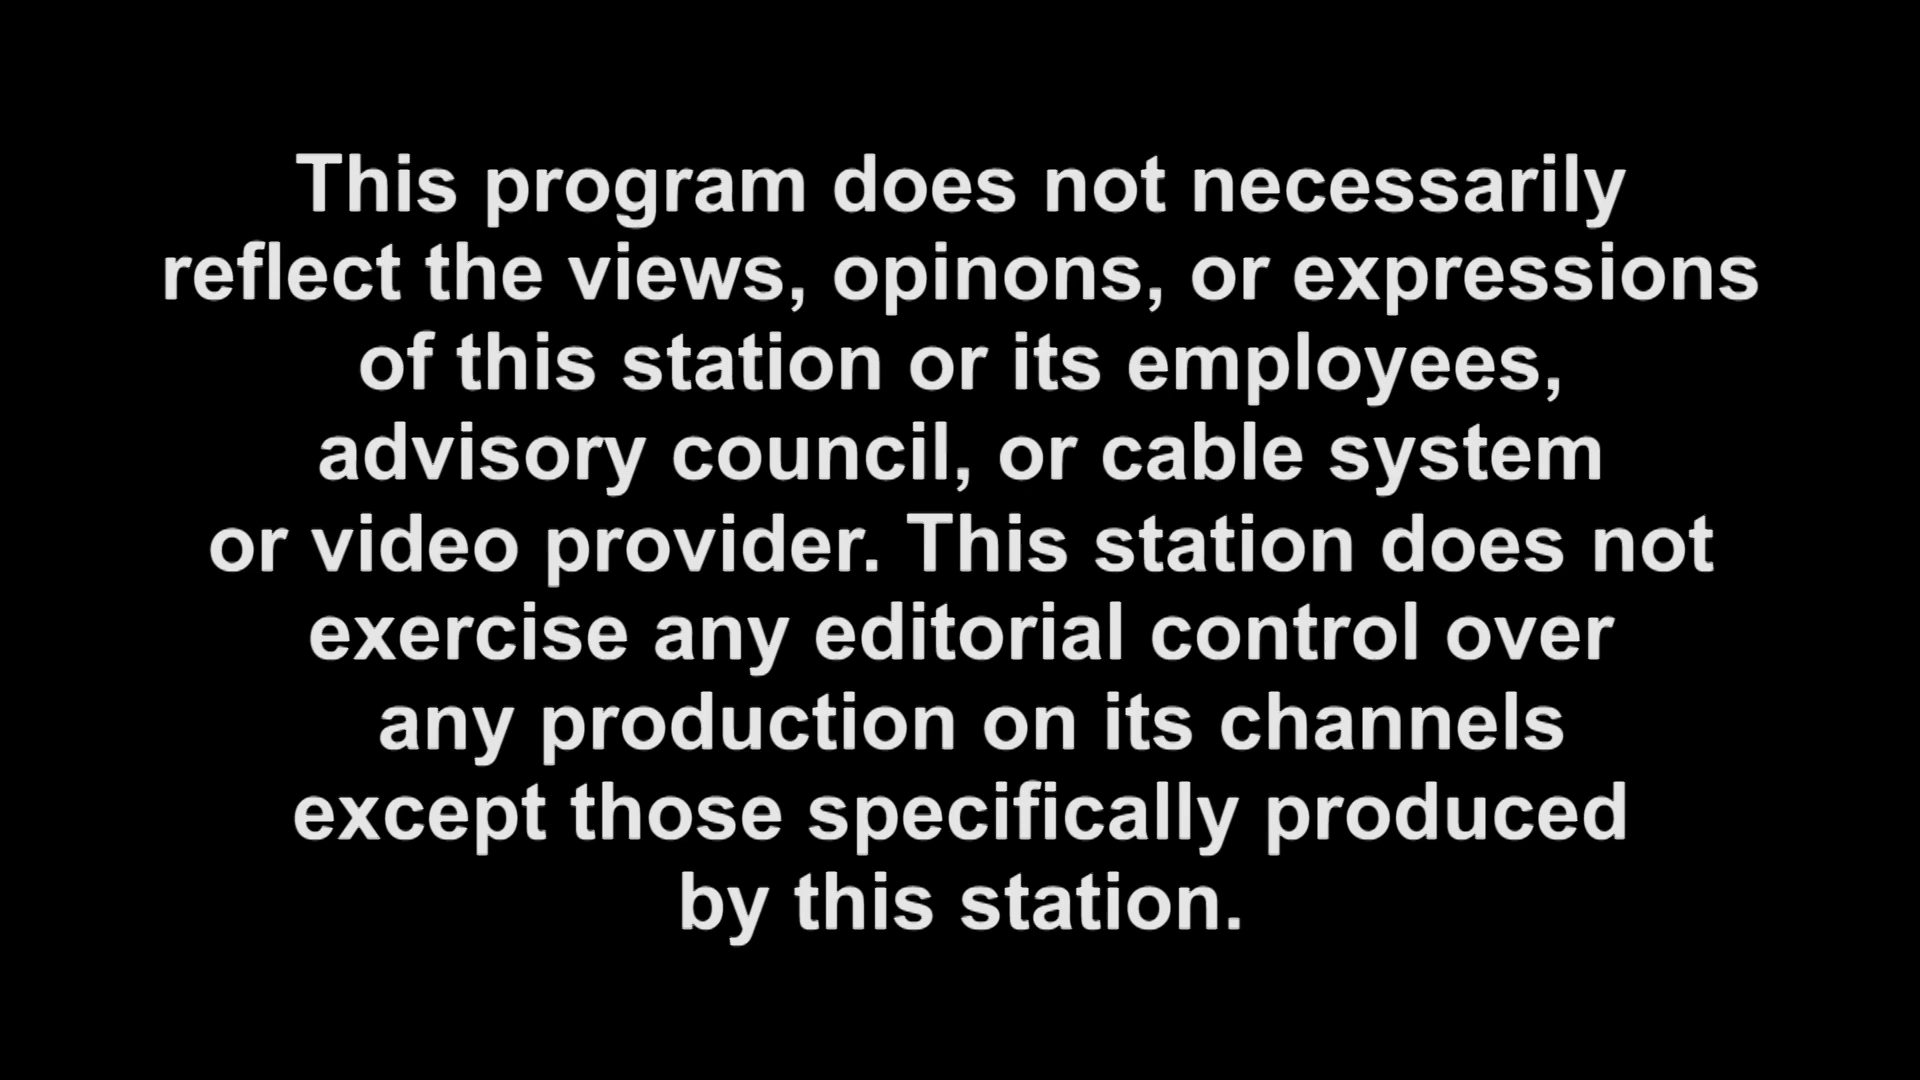 This program does not necessarily
reflect the views, opinons, or expressions
of this station or its employees,
advisory council, or cable system
or video provider. This station does not
exercise any editorial control over
any production on its channels
except those specifically produced
by this station.